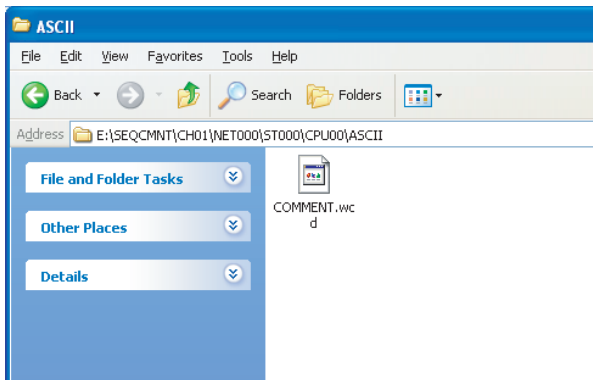 ASCII
File Edit View Favorites Tools Help
Back Search Folders
Address E:\SEQCMNT\CH01\NET000\ST000\CPU00\ASCII
File and Folder Tasks
Other Places
Details
COMMENT.wc
d